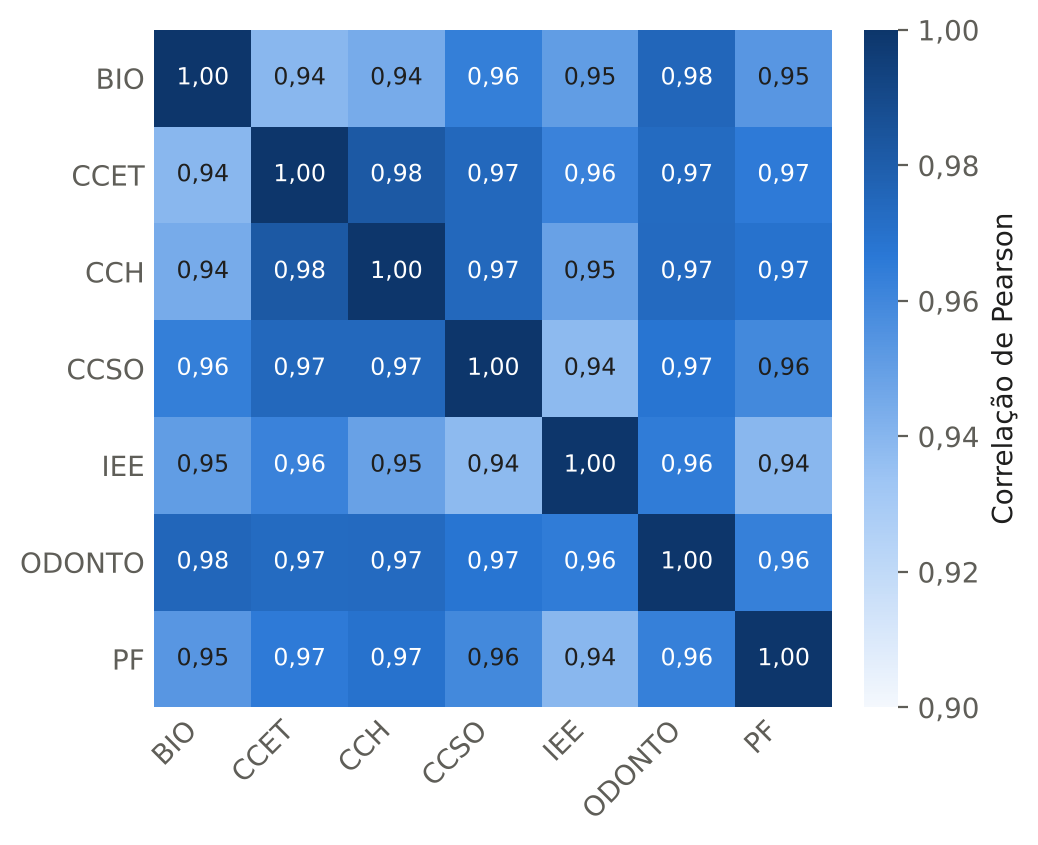 BIO 1,00 0,94 0,94 0,96 0,95 0,98 0,95
CCET 0,94 1,00 0,98 0,97 0,96 0,97 0,97
CCH 0,94 0,98 1,00 0,97 0,95 0,97 0,97
CCSO 0,96 0,97 0,97 1,00 0,94 0,97 0,96
IEE 0,95 0,96 0,95 0,94 1,00 0,96 0,94
ODONTO 0,98 0,97 0,97 0,97 0,96 1,00 0,96
PF 0,95 0,97 0,97 0,96 0,94 0,96 1,00
BIO CCET CCH CCSO IEE ODONTO PF
1,00
0,98
0,96
0,94
0,92
0,90
Correlação de Pearson